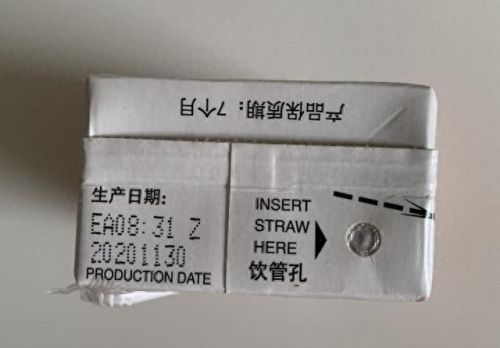 产品保质期：7个月
生产日期:
EA08:31 Z
20201130
PRODUCTION DATE
INSERT
STRAW
HERE
饮管孔